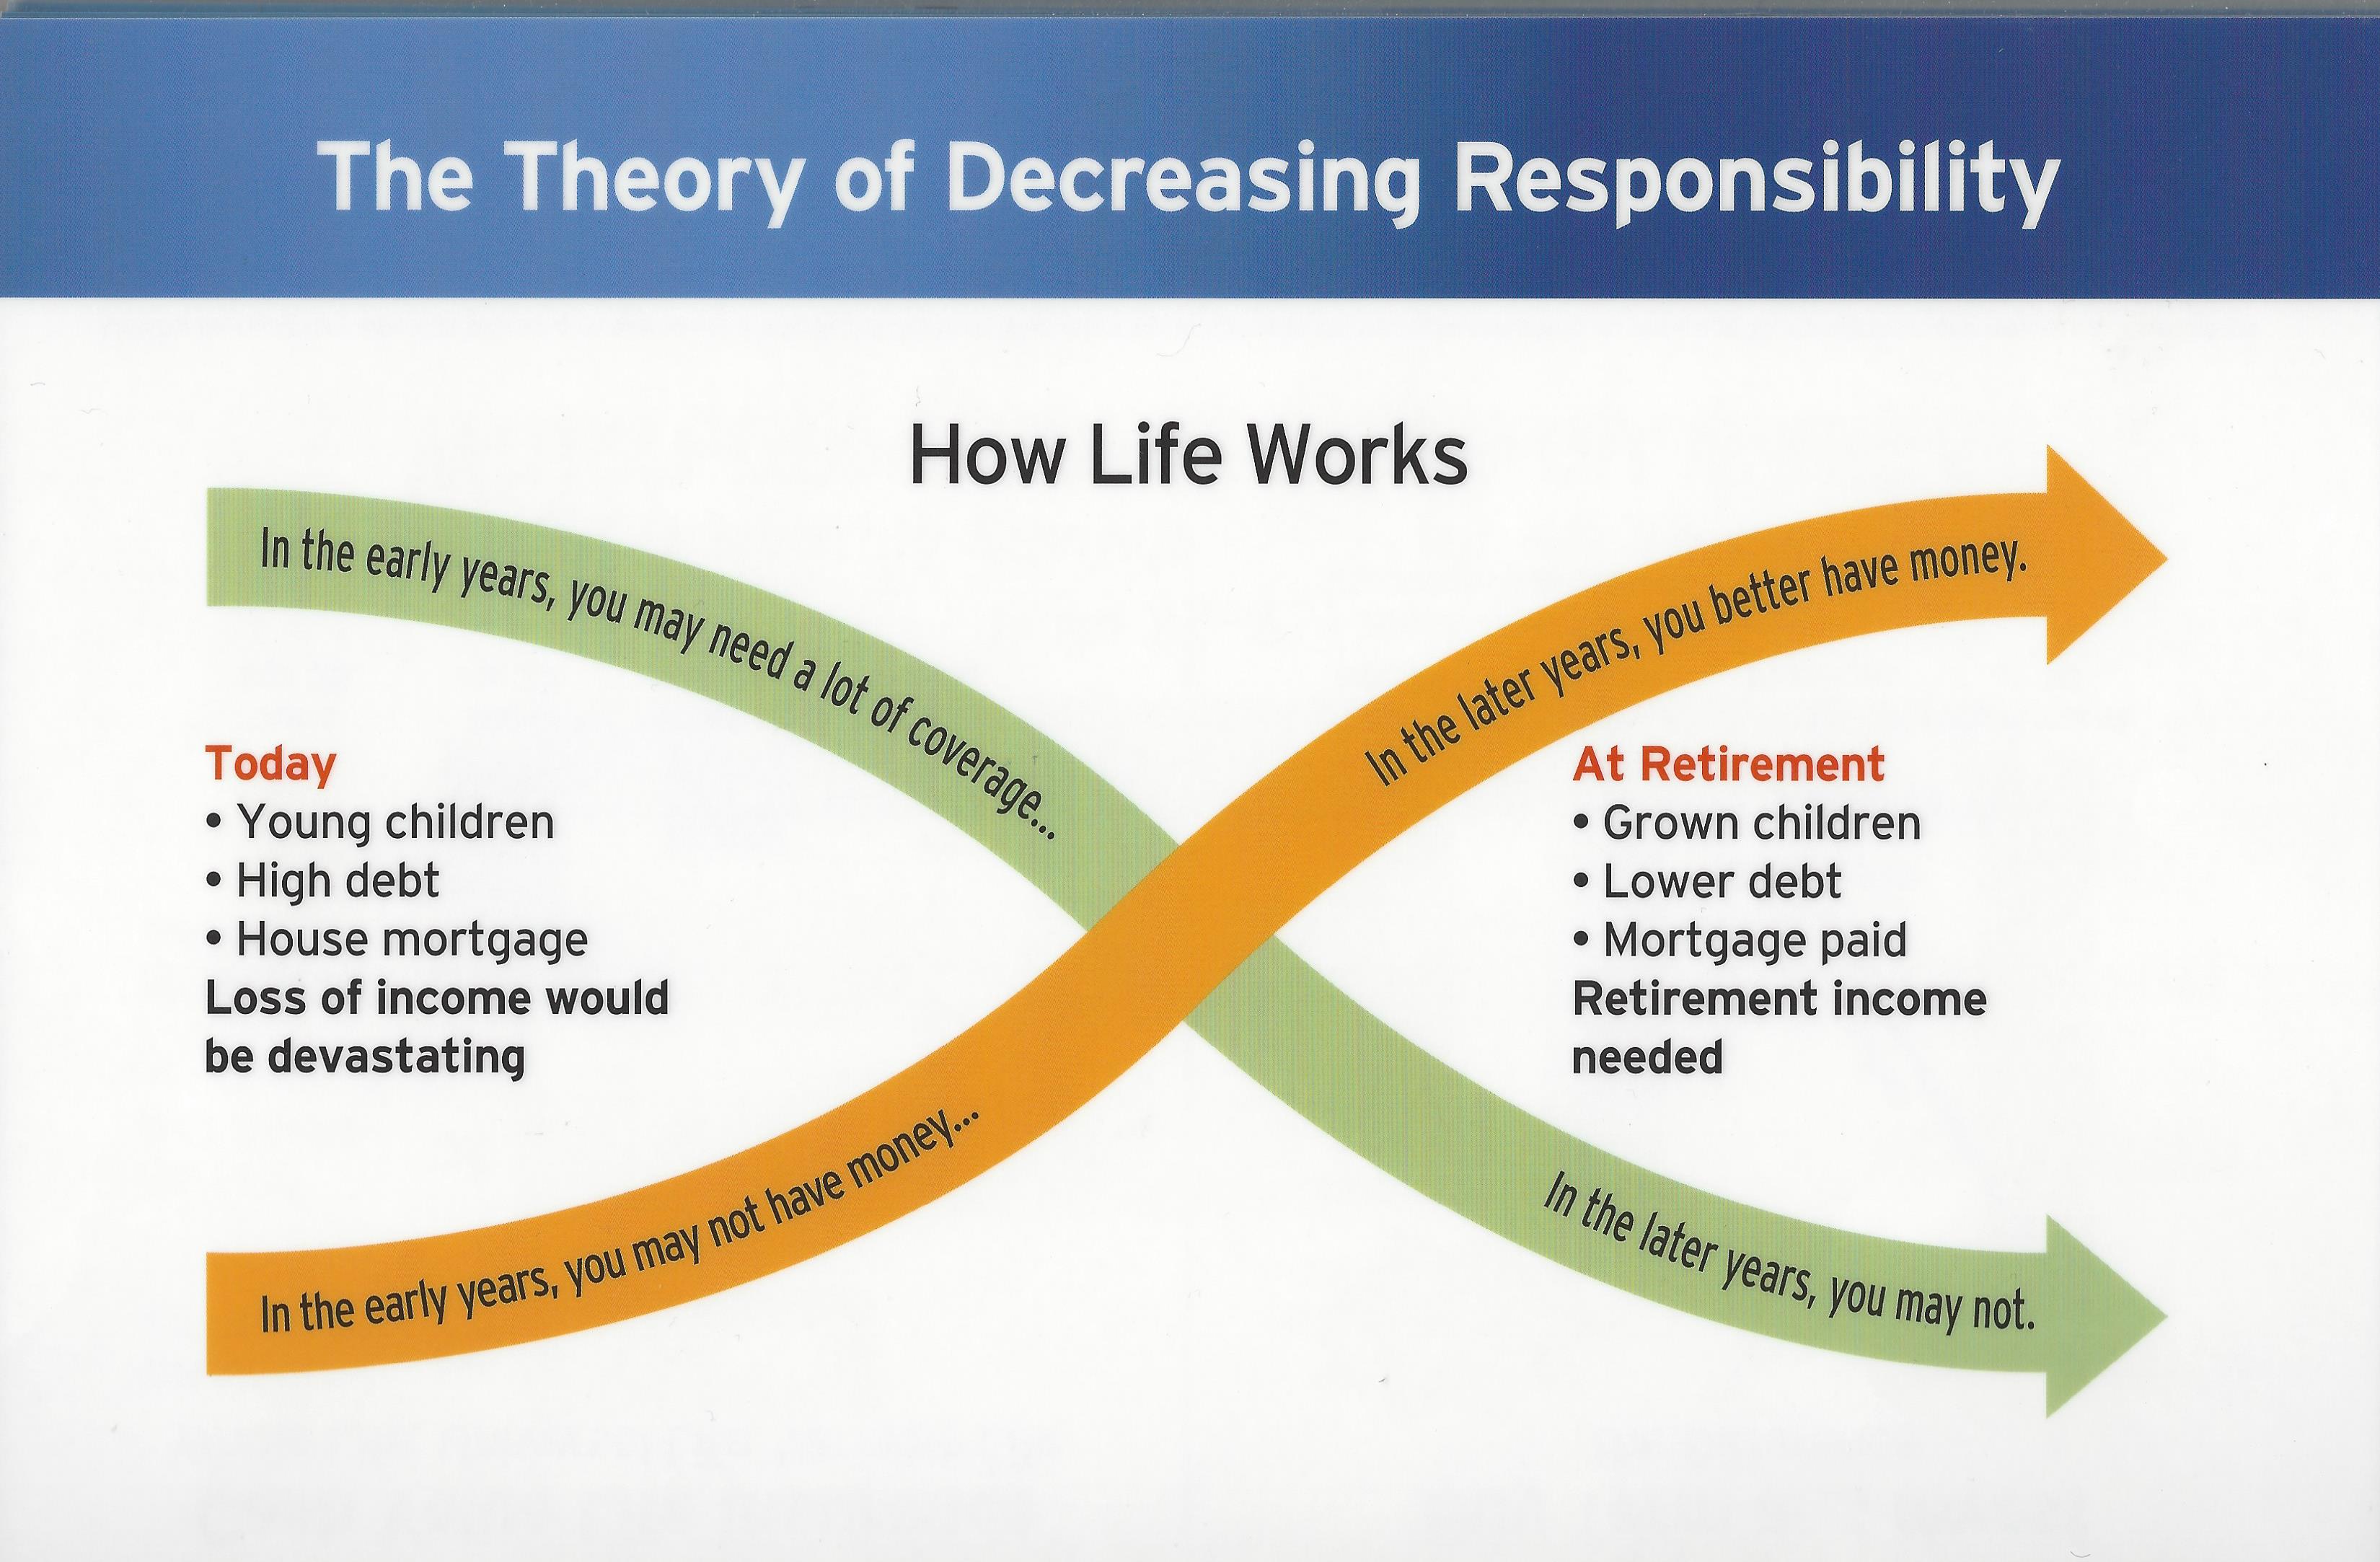 The Theory of Decreasing Responsibility
How Life Works
In the early years, you may need a lot of coverage...
In the later years, you better have money.
Today
• Young children
• High debt
• House mortgage
Loss of income would
be devastating
At Retirement
• Grown children
• Lower debt
• Mortgage paid
Retirement income
needed
In the early years, you may not have money...
In the later years, you may not.